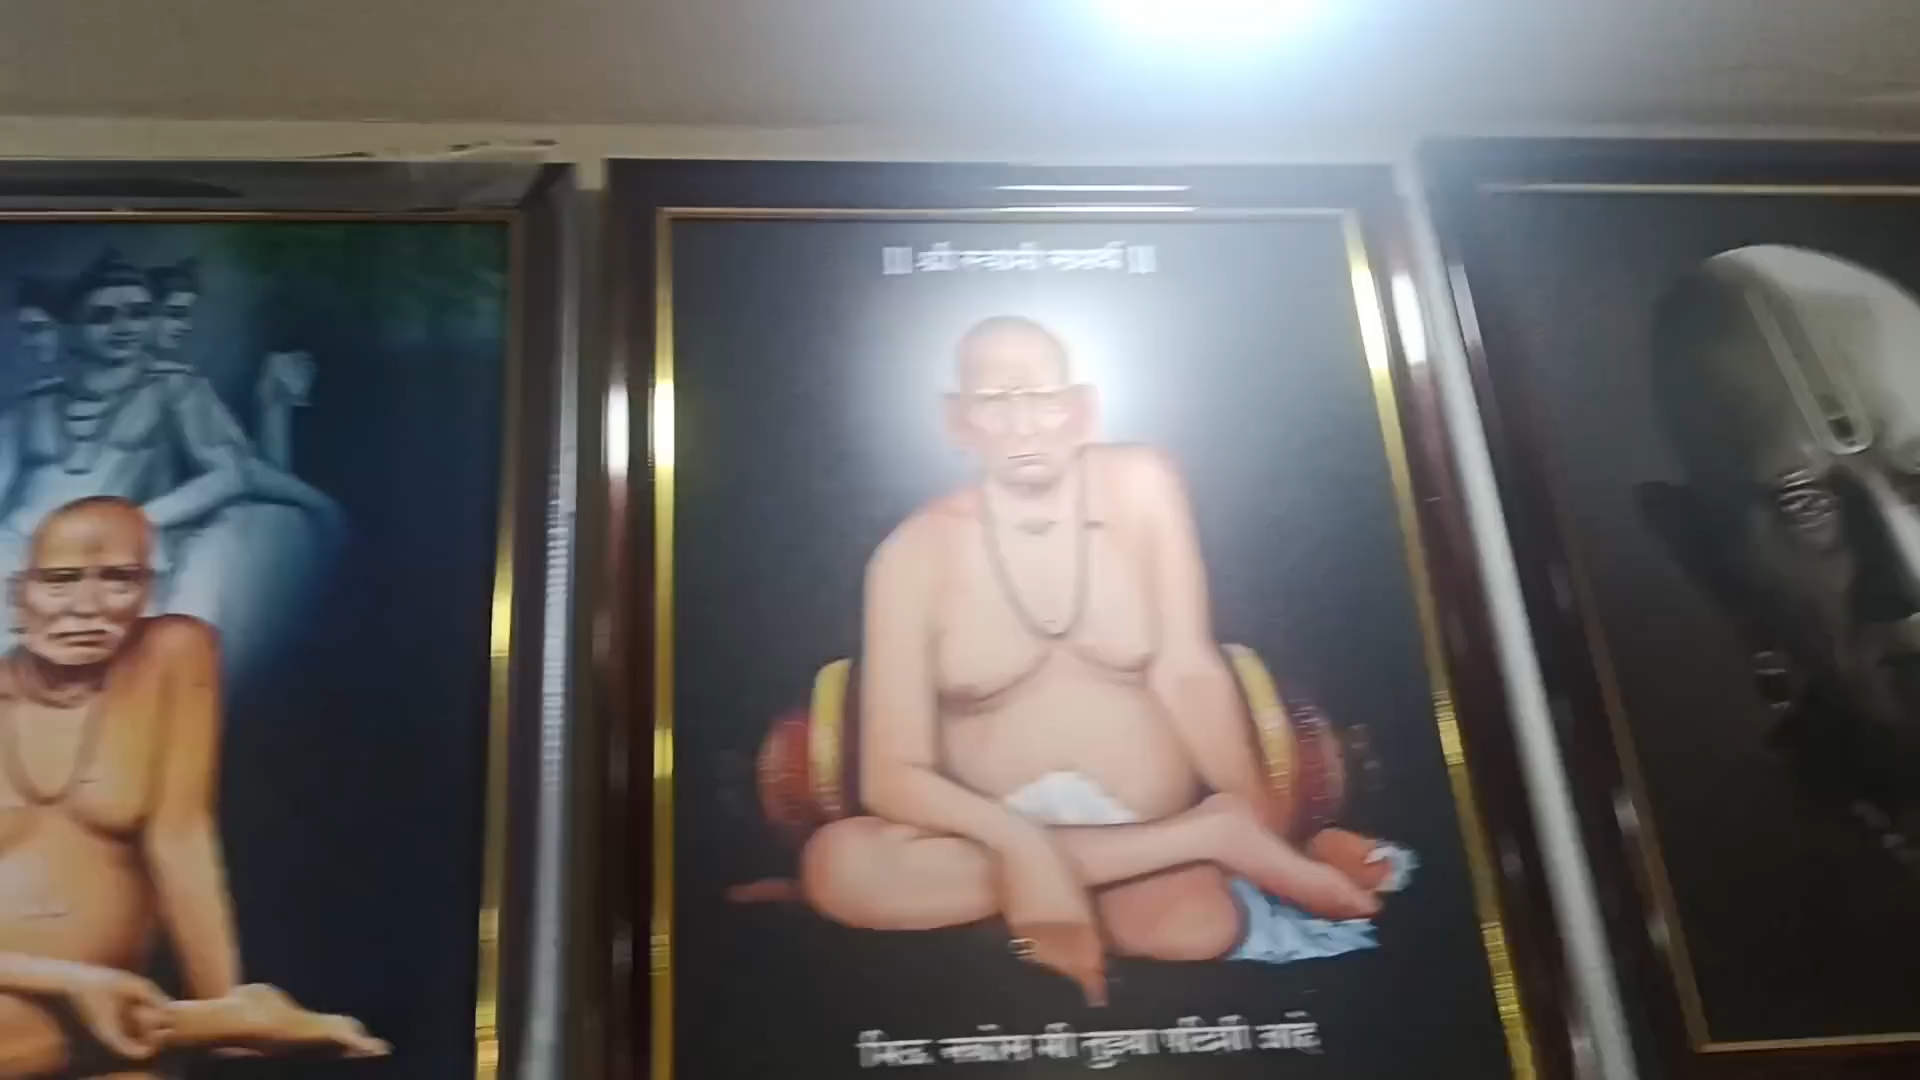 ॥ श्री स्वामी समर्थ ॥
भिऊ नकोस मी तुझ्या पाठिशी आहे